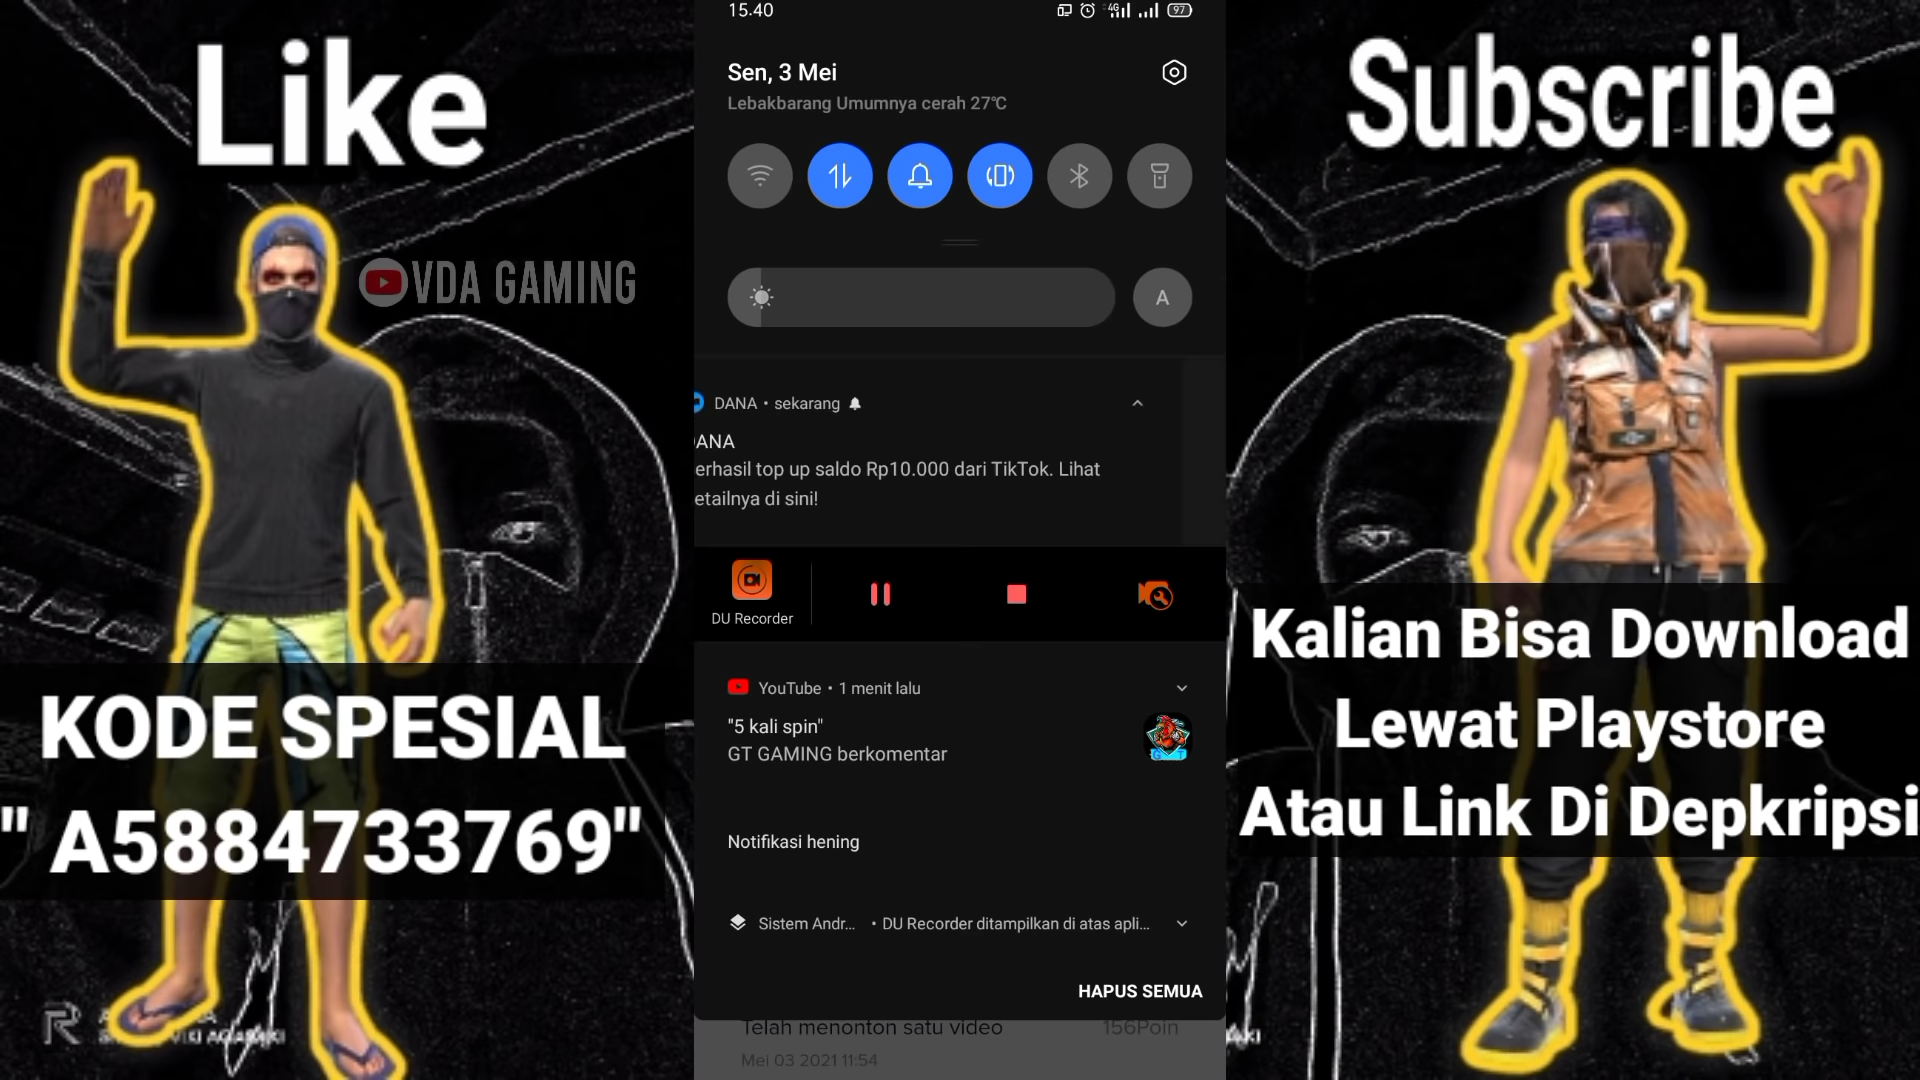 Like
VDA GAMING
KODE SPESIAL
" A5884733769"
15.40
4G
97
Sen, 3 Mei
Lebakbarang Umumnya cerah 27℃
A
DANA • sekarang
ANA
erhasil top up saldo Rp10.000 dari TikTok. Lihat
etailnya di sini!
DU Recorder
YouTube • 1 menit lalu
"5 kali spin"
GT GAMING berkomentar
Notifikasi hening
Sistem Andr... • DU Recorder ditampilkan di atas apli...
HAPUS SEMUA
Telah menonton satu video 156Poin
Mei 03 2021 11:54
Subscribe
Kalian Bisa Download
Lewat Playstore
Atau Link Di Depkripsi